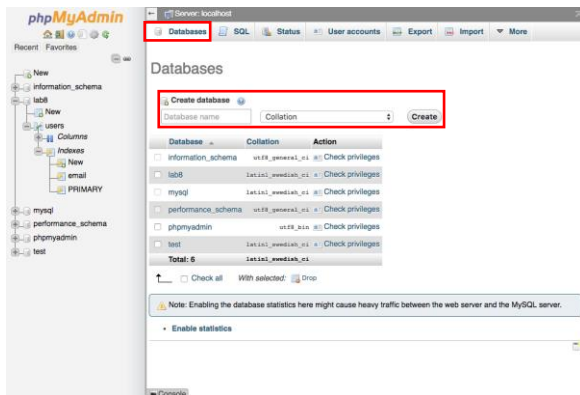 phpMyAdmin
Recent Favorites
New
information_schema
lab8
New
users
Columns
Indexes
New
email
PRIMARY
mysql
performance_schema
phpmyadmin
test
Server: localhost
Databases SQL Status User accounts Export Import More
Databases
Create database
Database name Collation Create
Database Collation Action
information_schema utf8_general_ci Check privileges
lab8 latin1_swedish_ci Check privileges
mysql latin1_swedish_ci Check privileges
performance_schema utf8_general_ci Check privileges
phpmyadmin utf8_bin Check privileges
test latin1_swedish_ci Check privileges
Total: 6 latin1_swedish_ci
Check all With selected: Drop
Note: Enabling the database statistics here might cause heavy traffic between the web server and the MySQL server.
Enable statistics
Console